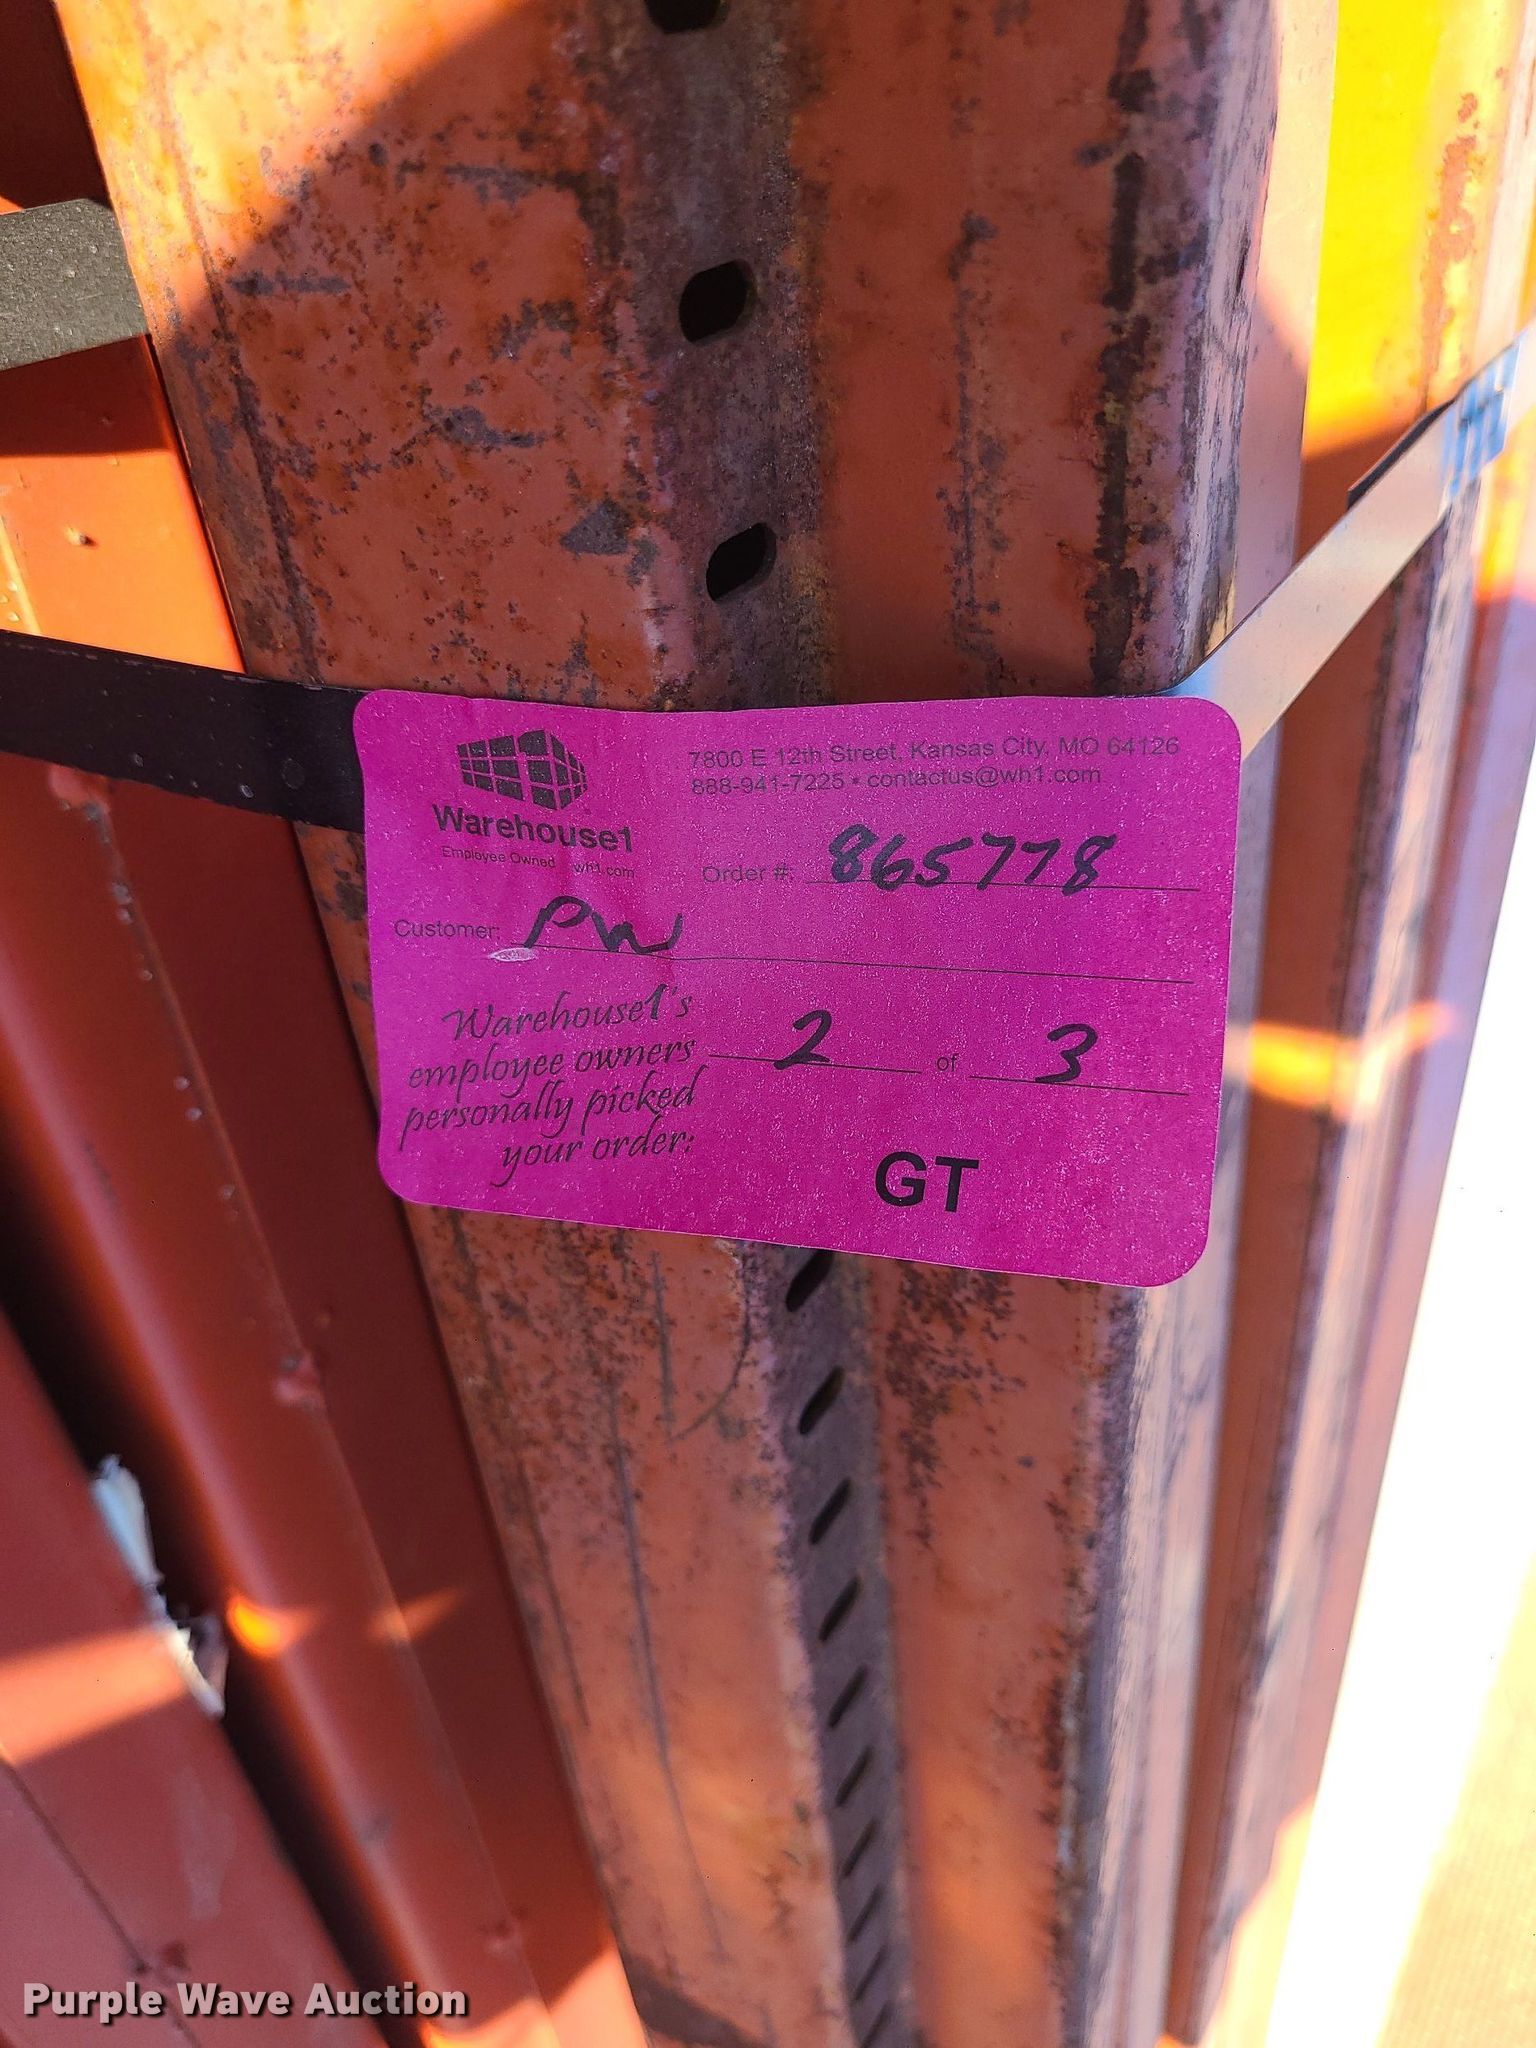 7800 E 12th Street, Kansas City, MO 64126
888-941-7225 • contactus@wh1.com
Warehouse1
Employee Owned wh1.com
Order #: 865778
Customer: PW
Warehouse1's
employee owners
personally picked
your order:
2 of 3
GT
Purple Wave Auction